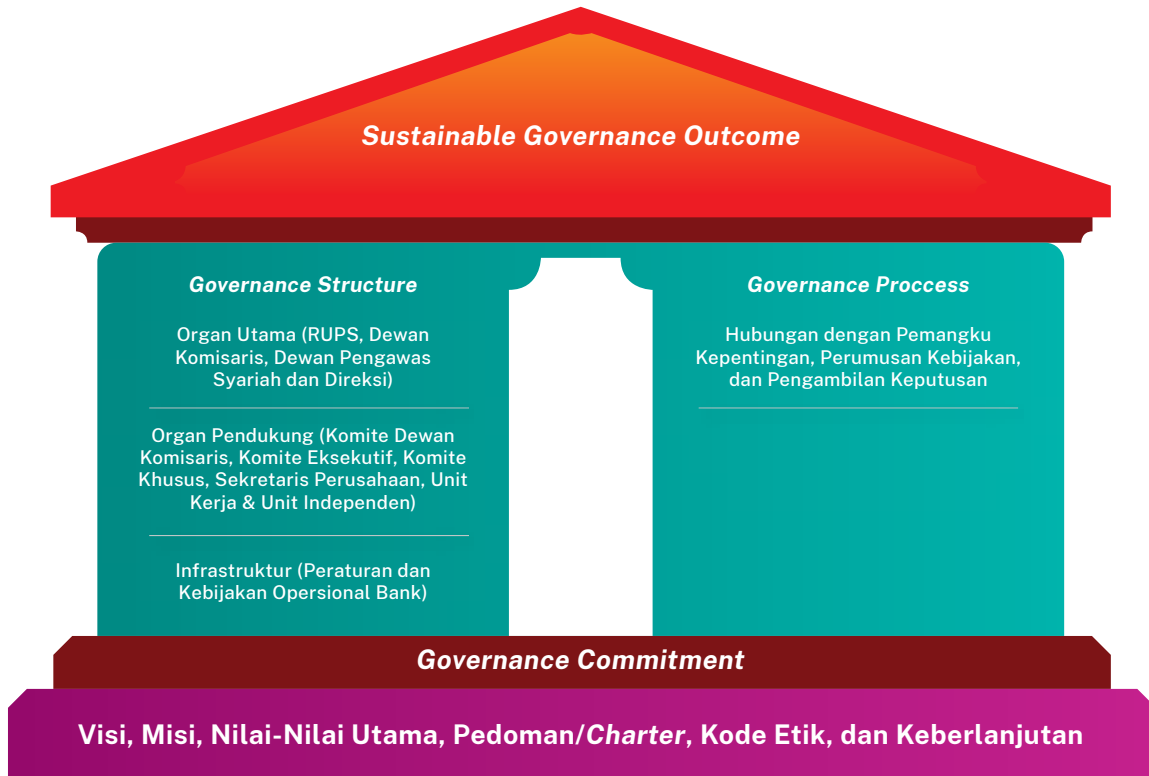 Sustainable Governance Outcome
Governance Structure
Organ Utama (RUPS, Dewan
Komisaris, Dewan Pengawas
Syariah dan Direksi)
Organ Pendukung (Komite Dewan
Komisaris, Komite Eksekutif, Komite
Khusus, Sekretaris Perusahaan, Unit
Kerja & Unit Independen)
Infrastruktur (Peraturan dan
Kebijakan Opersional Bank)
Governance Proccess
Hubungan dengan Pemangku
Kepentingan, Perumusan Kebijakan,
dan Pengambilan Keputusan
Governance Commitment
Visi, Misi, Nilai-Nilai Utama, Pedoman/Charter, Kode Etik, dan Keberlanjutan